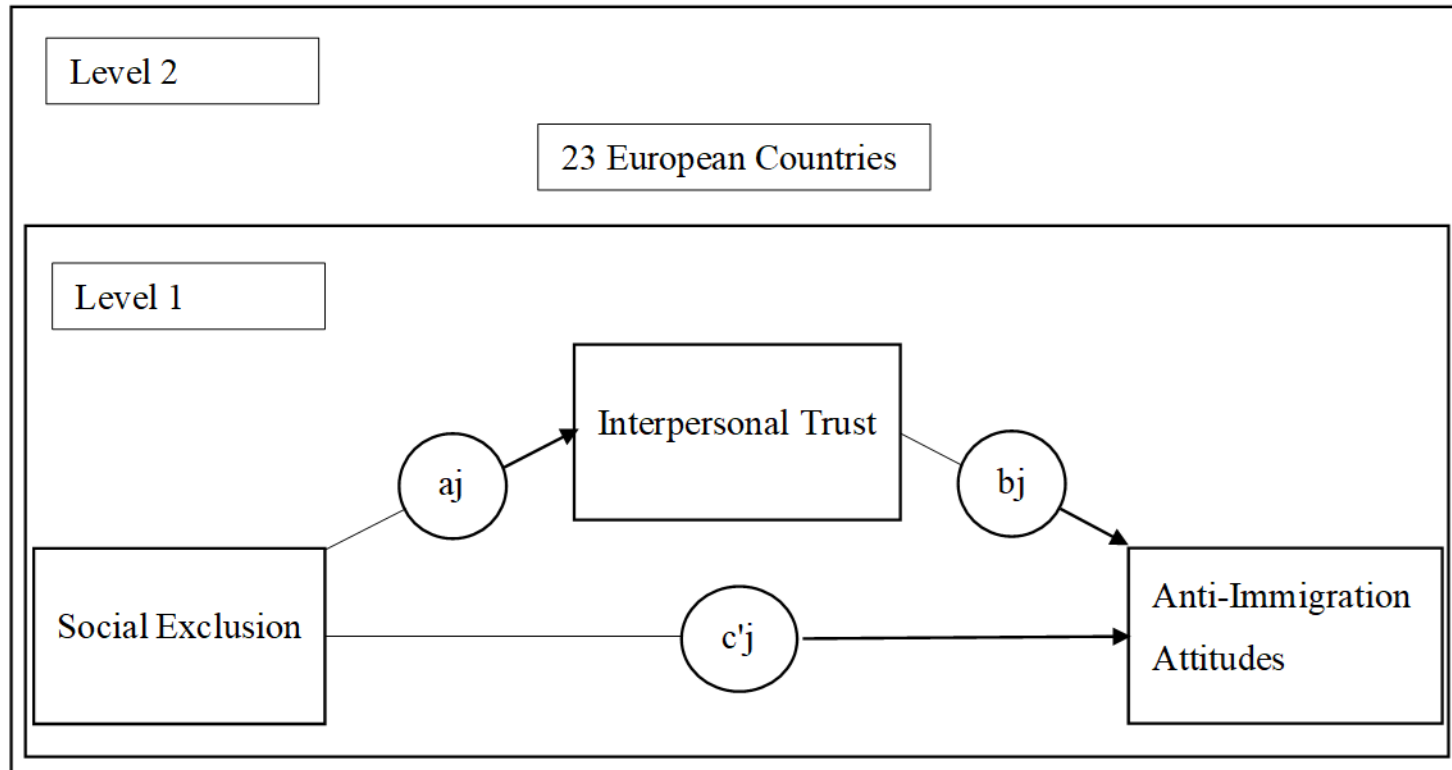 Level 2
23 European Countries
Level 1
Interpersonal Trust
aj
bj
Social Exclusion
c'j
Anti-Immigration
Attitudes